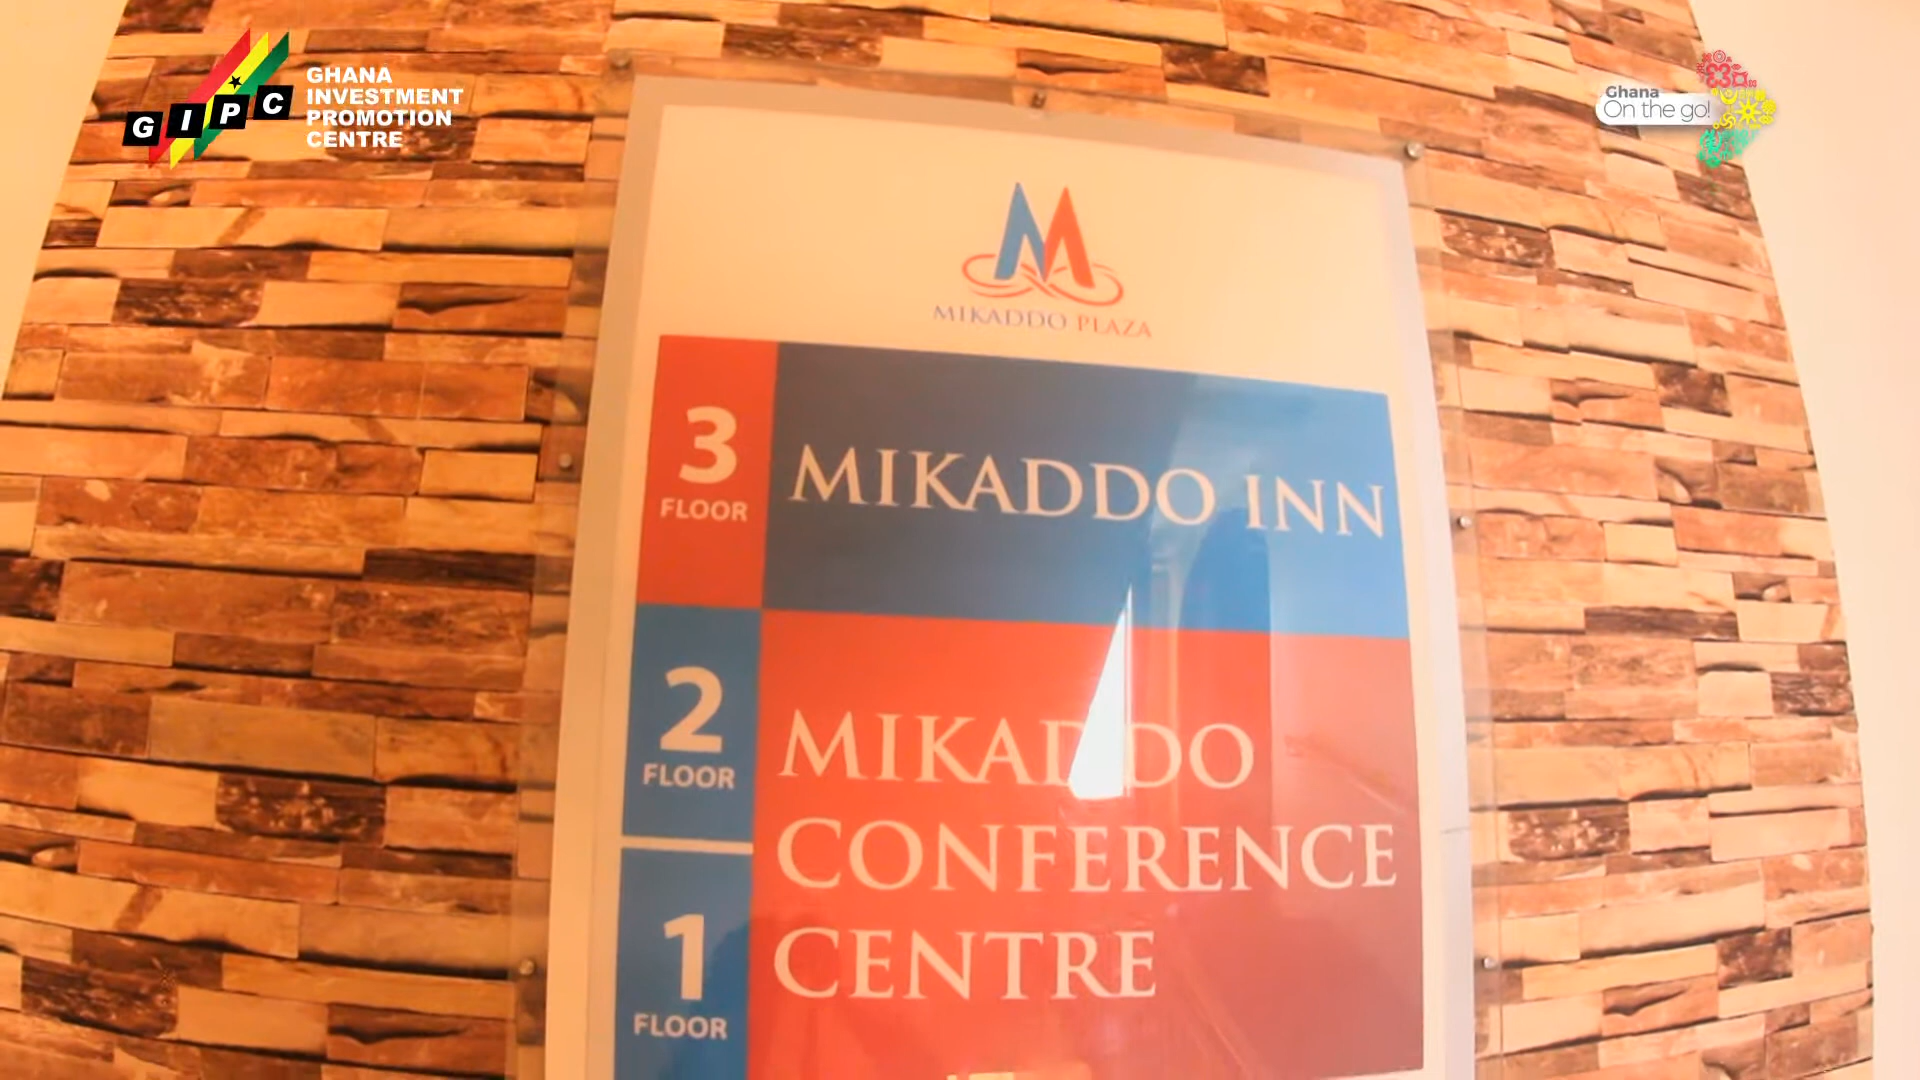 GIPC
GHANA
INVESTMENT
PROMOTION
CENTRE
Ghana
On the go!
MIKADDO PLAZA
3
FLOOR
MIKADDO INN
2
FLOOR
MIKADDO
CONFERENCE
CENTRE
1
FLOOR